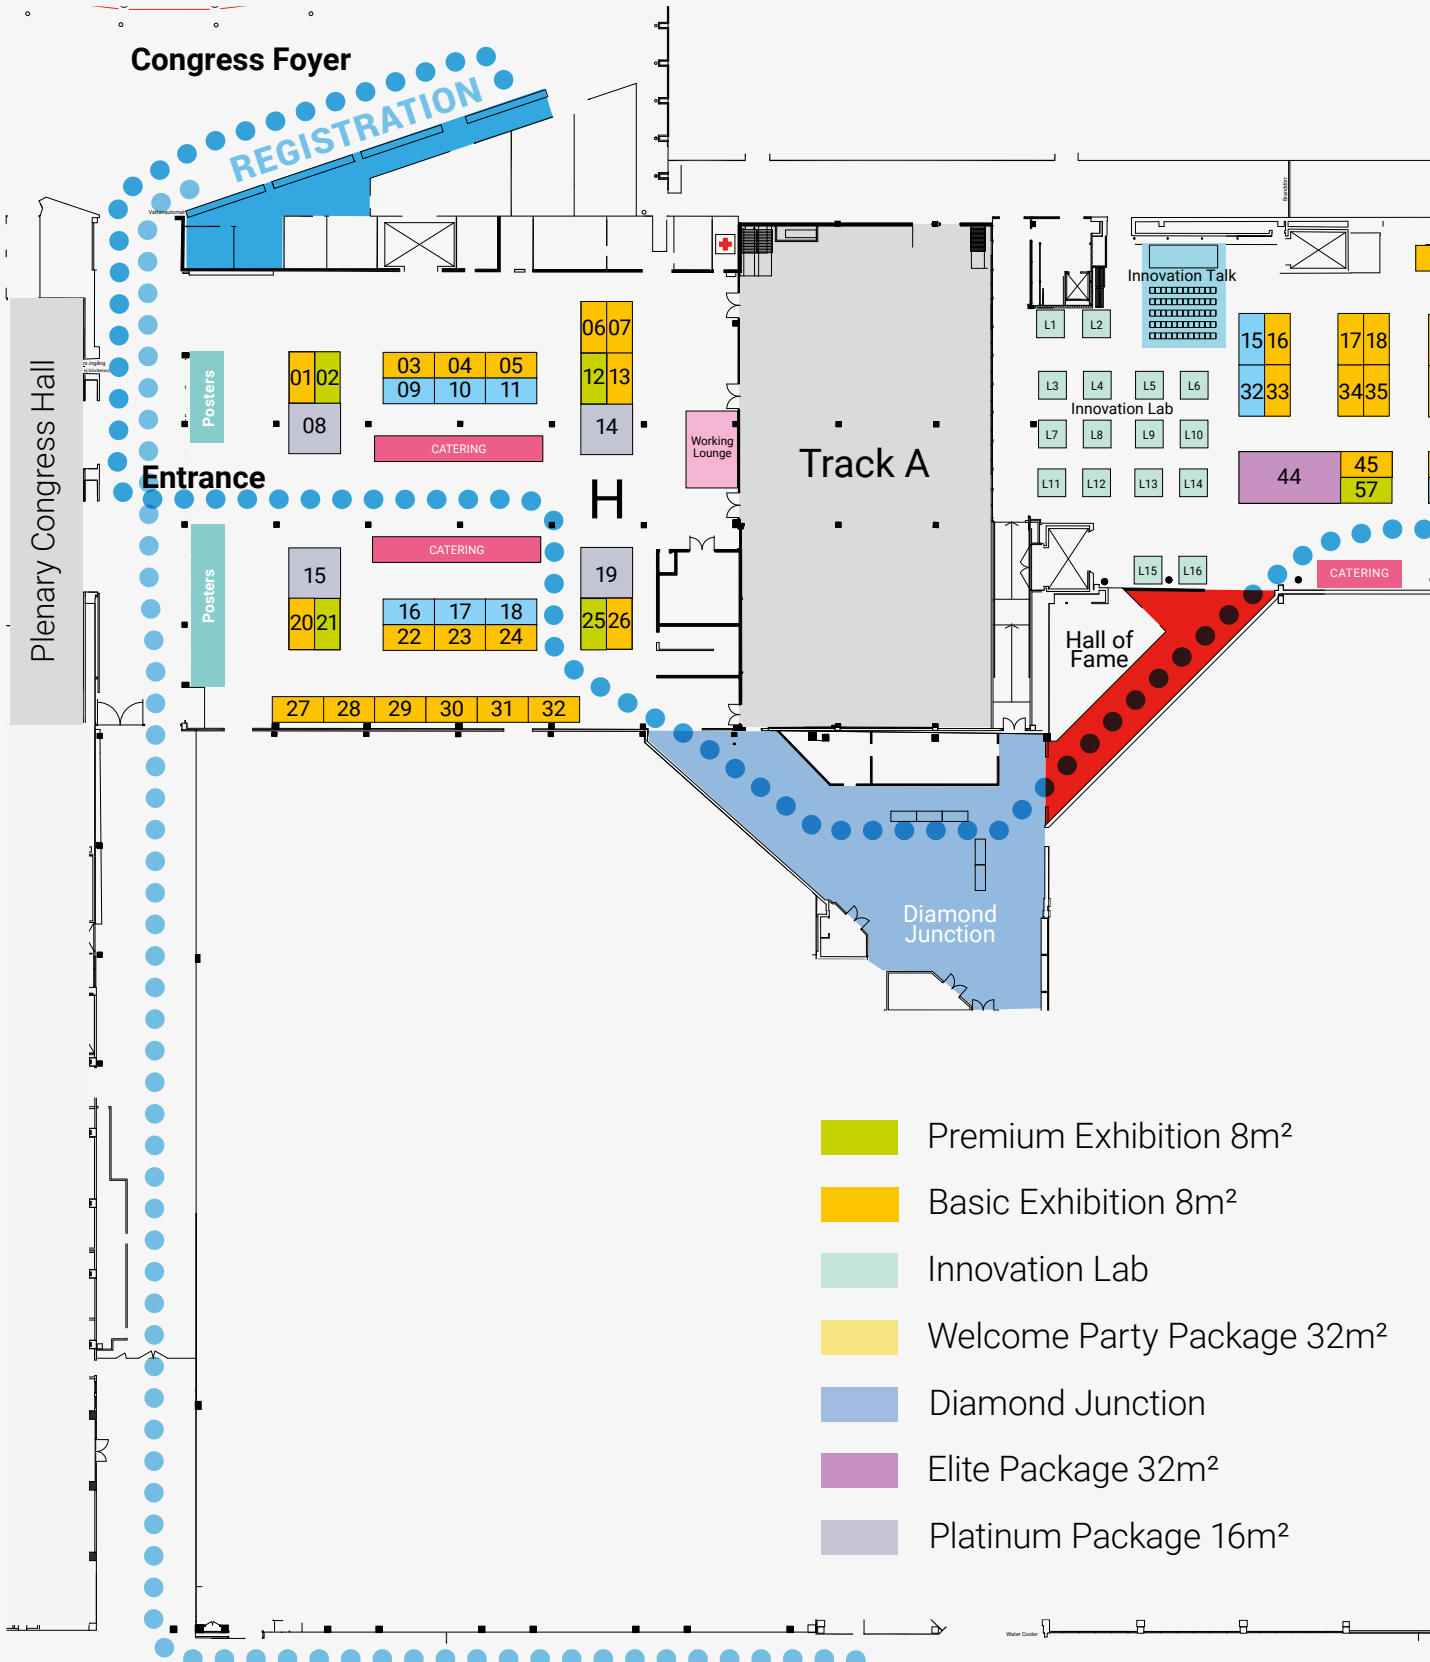 Congress Foyer
REGISTRATION
Vattenautomat
Innovation Talk
Plenary Congress Hall
Posters
01 02
08
03 04 05
09 10 11
CATERING
06 07
12 13
14
Working
Lounge
Track A
L1 L2
L3 L4 L5 L6
Innovation Lab
L7 L8 L9 L10
L11 L12 L13 L14
L15 L16
15 16
32 33
17 18
34 35
44
45
57
CATERING
Entrance
H
Posters
CATERING
15
20 21
16 17 18
22 23 24
19
25 26
27 28 29 30 31 32
Hall of
Fame
Diamond
Junction
Premium Exhibition 8m²
Basic Exhibition 8m²
Innovation Lab
Welcome Party Package 32m²
Diamond Junction
Elite Package 32m²
Platinum Package 16m²
Water Cooler